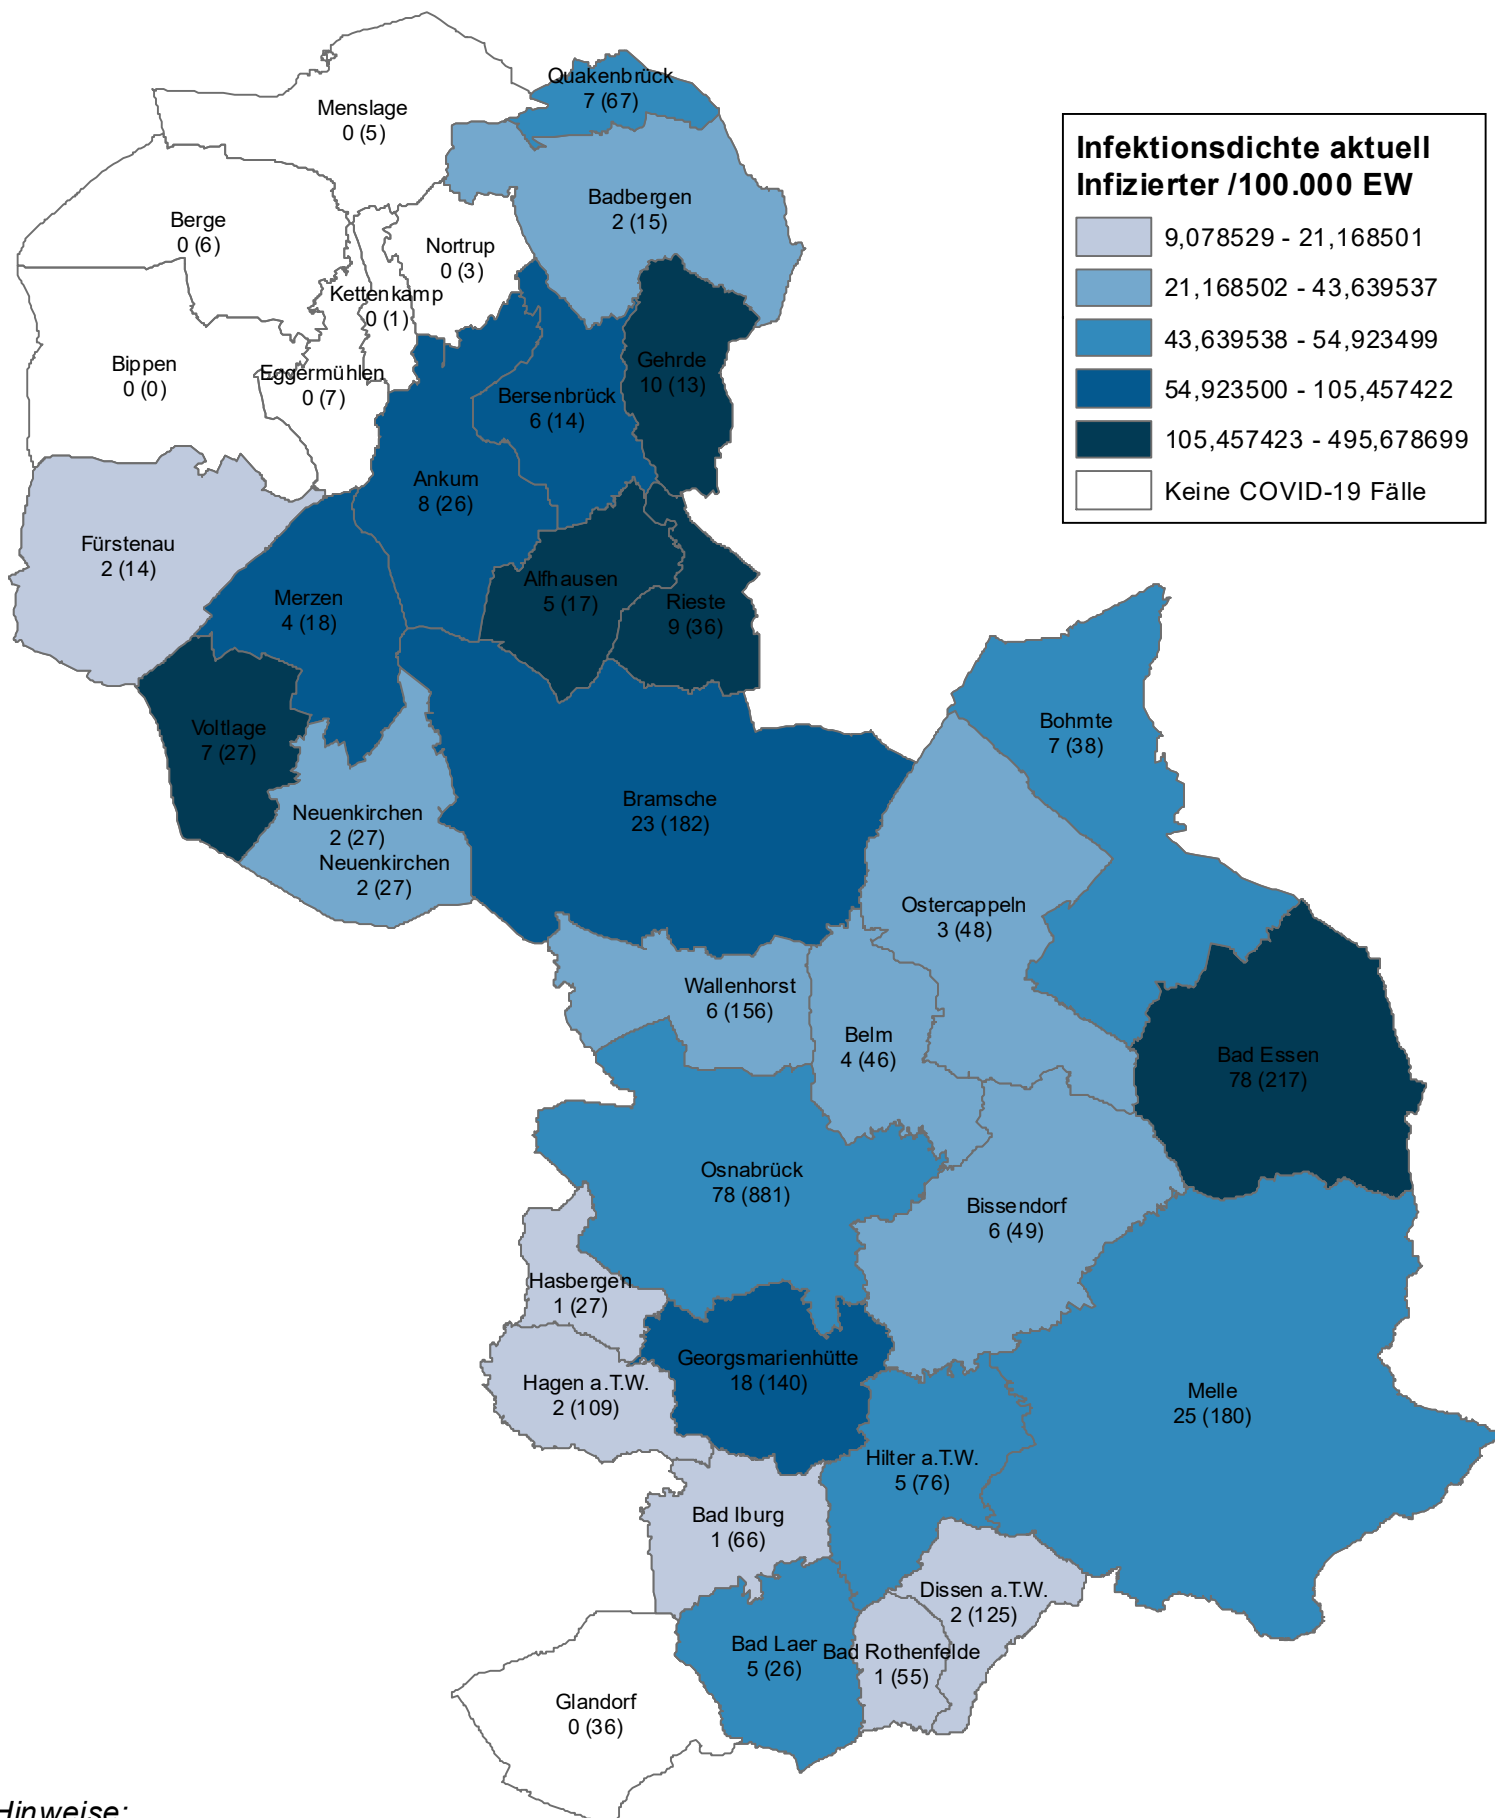 Quakenbrück
7 (67)
Menslage
0 (5)
Infektionsdichte aktuell
Infizierter /100.000 EW
9,078529 - 21,168501
21,168502 - 43,639537
43,639538 - 54,923499
54,923500 - 105,457422
105,457423 - 495,678699
Keine COVID-19 Fälle
Badbergen
2 (15)
Berge
0 (6)
Nortrup
0 (3)
Kettenkamp
0 (1)
Gehrde
10 (13)
Bippen
0 (0)
Eggermühlen
0 (7)
Bersenbrück
6 (14)
Ankum
8 (26)
Fürstenau
2 (14)
Alfhausen
5 (17)
Merzen
4 (18)
Rieste
9 (36)
Voltlage
7 (27)
Bohmte
7 (38)
Bramsche
23 (182)
Neuenkirchen
2 (27)
Neuenkirchen
2 (27)
Ostercappeln
3 (48)
Wallenhorst
6 (156)
Belm
4 (46)
Bad Essen
78 (217)
Osnabrück
78 (881)
Bissendorf
6 (49)
Hasbergen
1 (27)
Georgsmarienhütte
18 (140)
Hagen a.T.W.
2 (109)
Melle
25 (180)
Hilter a.T.W.
5 (76)
Bad Iburg
1 (66)
Dissen a.T.W.
2 (125)
Bad Laer
5 (26)
Bad Rothenfelde
1 (55)
Glandorf
0 (36)
Hinweise: